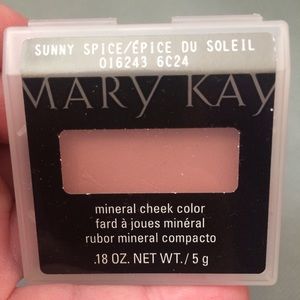 SUNNY SPICE/ÉPICE DU SOLEIL
016243 6C24
MARY KAY
mineral cheek color
fard à joues minéral
rubor mineral compacto
.18 OZ. NET WT./5 g